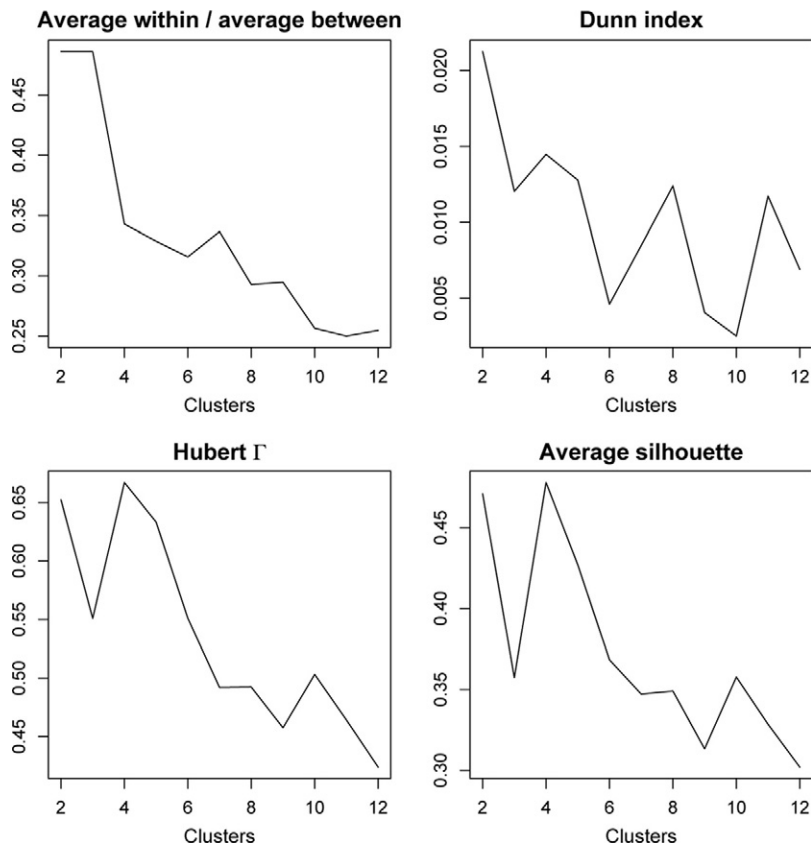 Average within / average between
0.45
0.40
0.35
0.30
0.25
2 4 6 8 10 12
Clusters
Dunn index
0.020
0.015
0.010
0.005
2 4 6 8 10 12
Clusters
Hubert Γ
0.65
0.60
0.55
0.50
0.45
2 4 6 8 10 12
Clusters
Average silhouette
0.45
0.40
0.35
0.30
2 4 6 8 10 12
Clusters